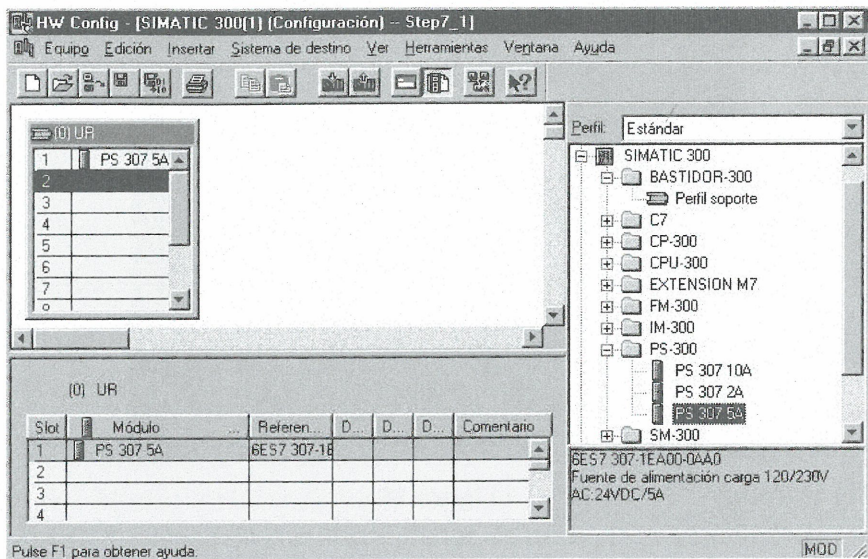 HW Config - [SIMATIC 300(1) (Configuración) -- Step7_1]
Equipo Edición Insertar Sistema de destino Ver Herramientas Ventana Ayuda
(0) UR
1 PS 307 5A
2
3
4
5
6
7
Perfil: Estándar
SIMATIC 300
BASTIDOR-300
Perfil soporte
C7
CP-300
CPU-300
EXTENSION M7
FM-300
IM-300
PS-300
PS 307 10A
PS 307 2A
PS 307 5A
SM-300
6ES7 307-1EA00-0AA0
Fuente de alimentación carga 120/230V
AC:24VDC/5A
(0) UR
Slot Módulo ... Referen... D... D... D... Comentario
1 PS 307 5A 6ES7 307-1E
2
3
4
Pulse F1 para obtener ayuda. MOD